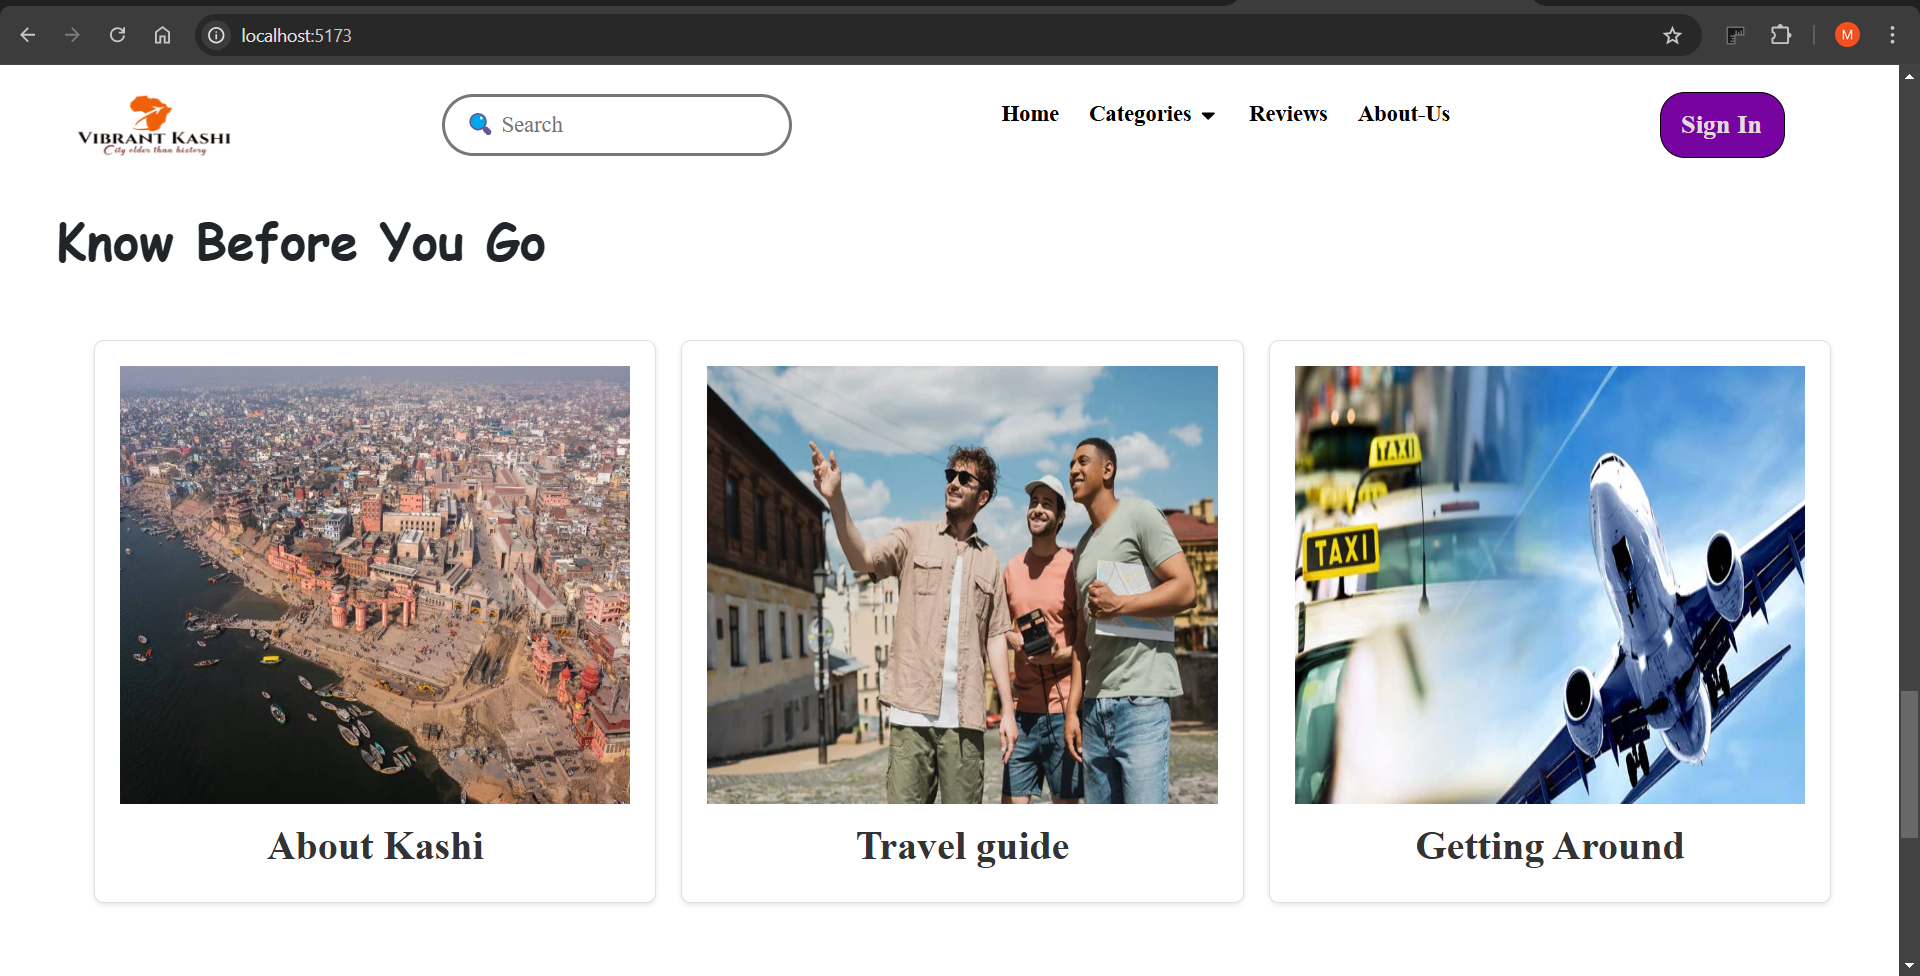 localhost:5173
M
VIBRANT KASHI
City older than history
Search
Home
Categories
Reviews
About-Us
Sign In
Know Before You Go
TAXI
TAXI
About Kashi
Travel guide
Getting Around